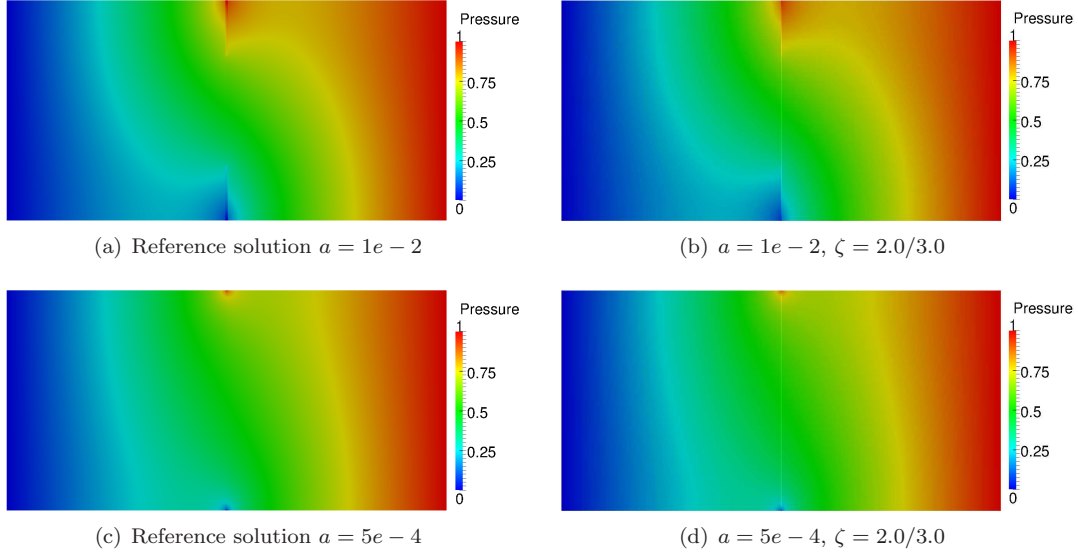 Pressure
1
0.75
0.5
0.25
0
Pressure
1
0.75
0.5
0.25
0
(a) Reference solution a = 1e − 2
(b) a = 1e − 2, ζ = 2.0/3.0
Pressure
1
0.75
0.5
0.25
0
Pressure
1
0.75
0.5
0.25
0
(c) Reference solution a = 5e − 4
(d) a = 5e − 4, ζ = 2.0/3.0